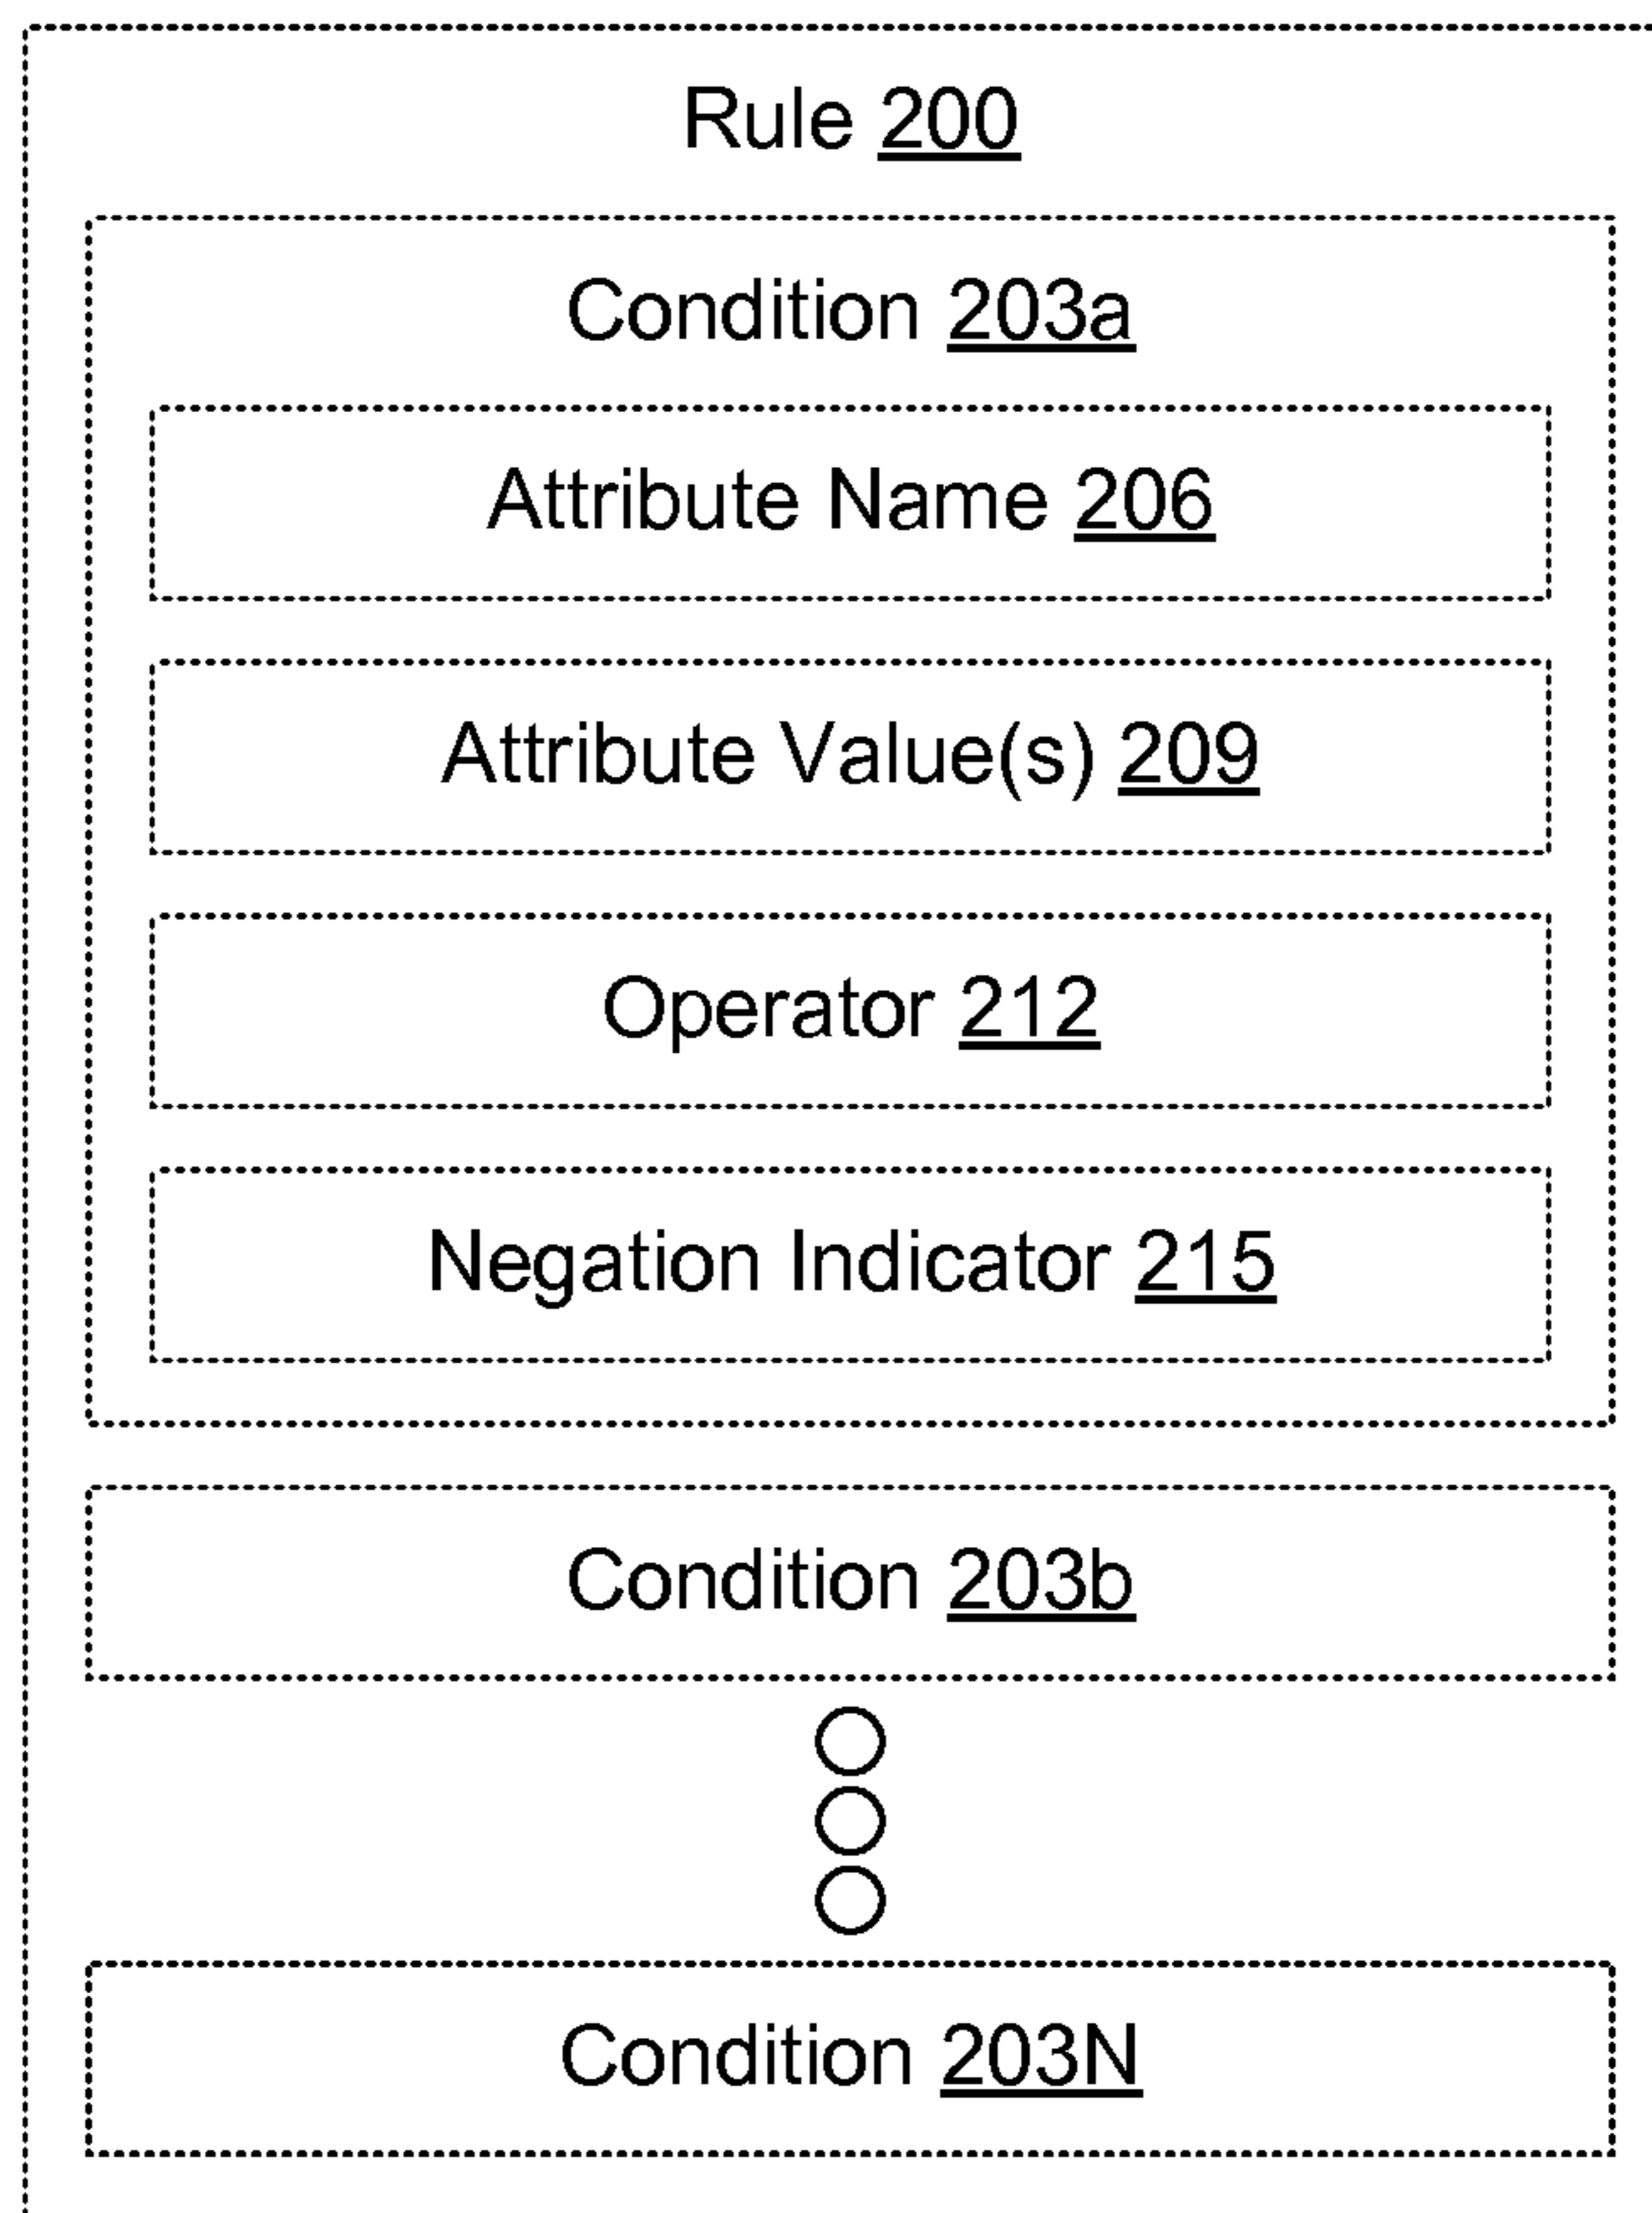 Rule 200
Condition 203a
Attribute Name 206
Attribute Value(s) 209
Operator 212
Negation Indicator 215
Condition 203b
Condition 203N